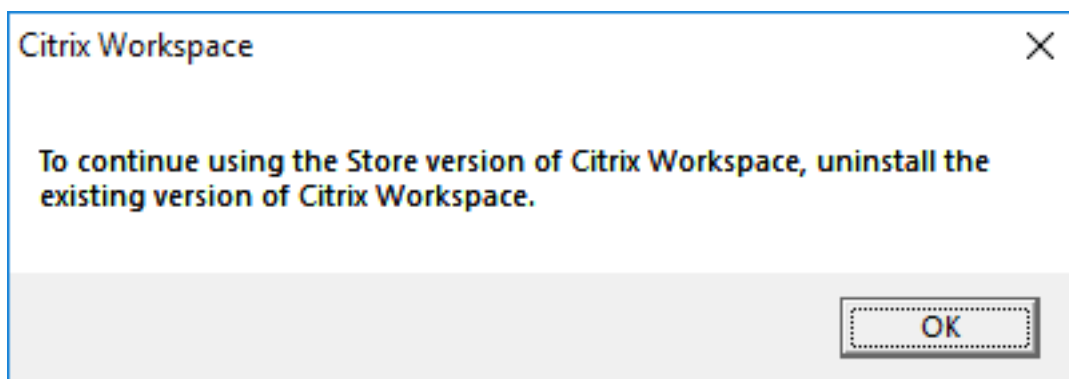 Citrix Workspace
To continue using the Store version of Citrix Workspace, uninstall the
existing version of Citrix Workspace.
OK